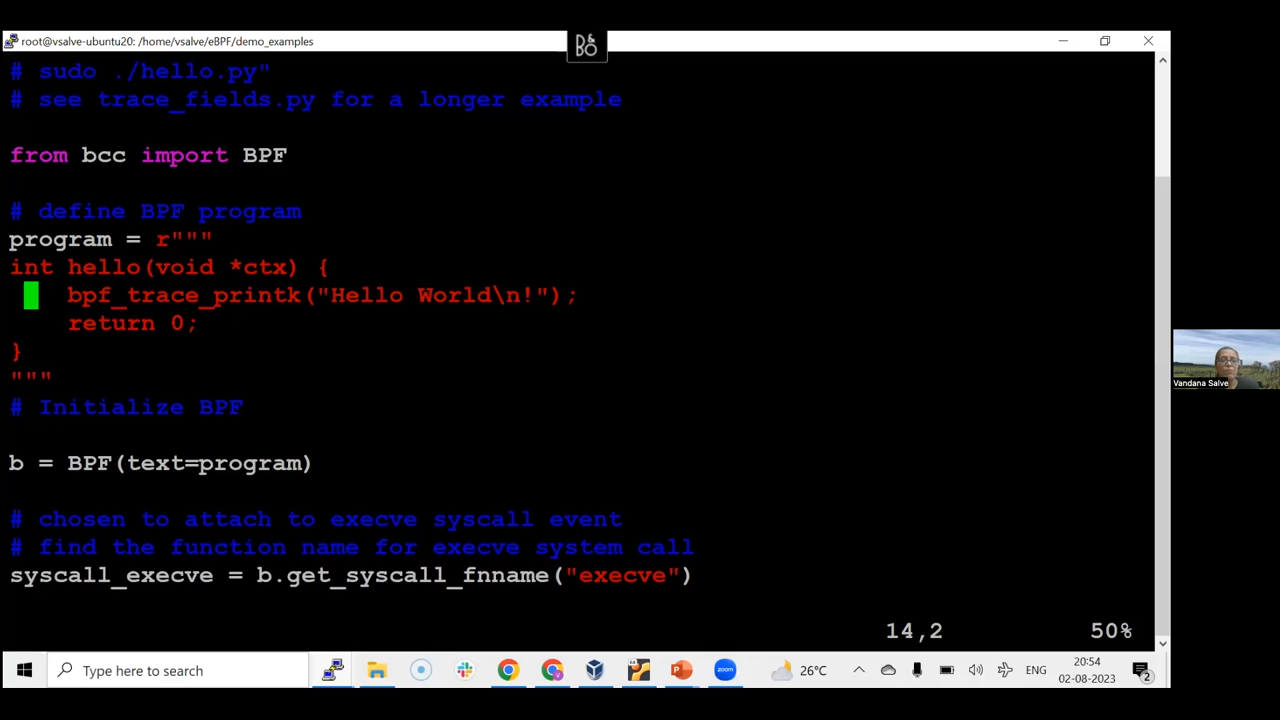 root@vsalve-ubuntu20: /home/vsalve/eBPF/demo_examples
B&O
# sudo ./hello.py"
# see trace_fields.py for a longer example
from bcc import BPF
# define BPF program
program = r"""
int hello(void *ctx) {
bpf_trace_printk("Hello World\n!");
return 0;
}
"""
# Initialize BPF
b = BPF(text=program)
# chosen to attach to execve syscall event
# find the function name for execve system call
syscall_execve = b.get_syscall_fnname("execve")
14,2 50%
Vandana Salve
Type here to search
zoom
26°C
ENG
20:54
02-08-2023
2